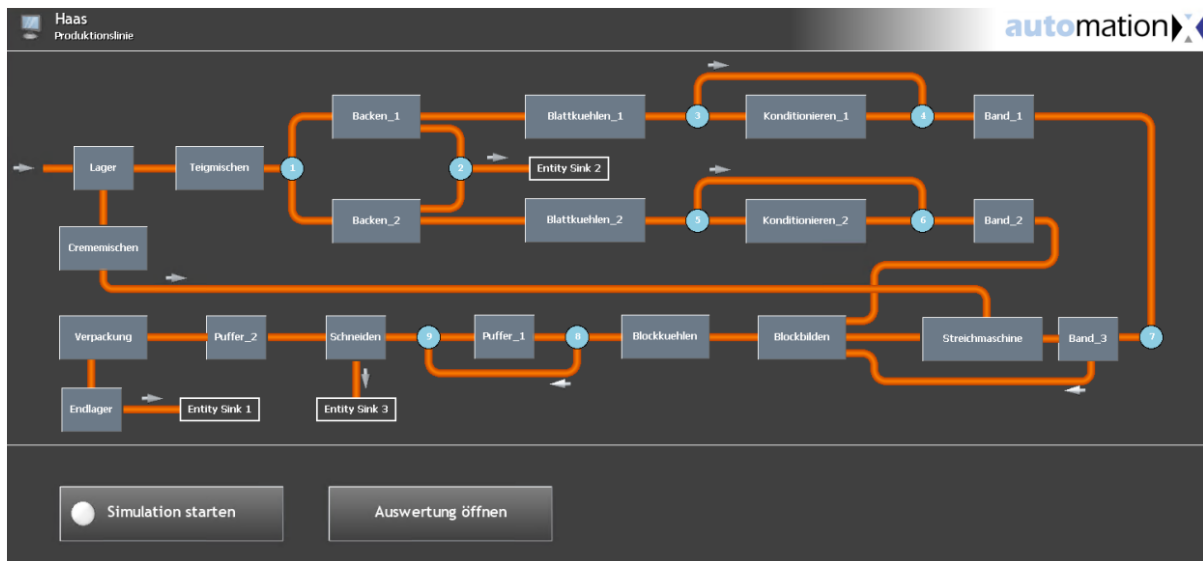 Haas
Produktionslinie
automationX
Backen_1
Blattkuehlen_1
3
Konditionieren_1
4
Band_1
Lager
Teigmischen
1
2
Entity Sink 2
Backen_2
Blattkuehlen_2
5
Konditionieren_2
6
Band_2
Crememischen
Verpackung
Puffer_2
Schneiden
9
Puffer_1
8
Blockkuehlen
Blockbilden
Streichmaschine
Band_3
7
Endlager
Entity Sink 1
Entity Sink 3
Simulation starten
Auswertung öffnen